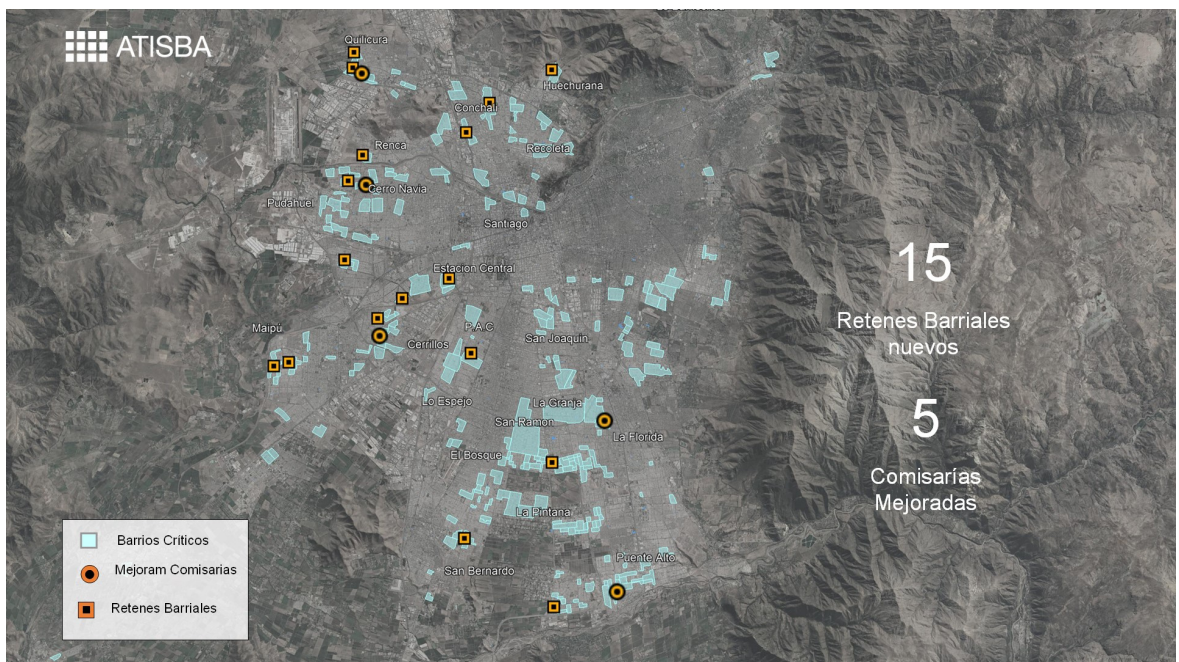 ATISBA
Quilicura
Huechurana
Conchalí
Recoleta
Renca
Cerro Navia
Pudahuel
Santiago
Estacion Central
Maipú
P.A.C
Cerrillos
San Joaquin
Lo Espejo
La Granja
San Ramon
La Florida
El Bosque
La Pintana
Puente Alto
San Bernardo
15
Retenes Barriales
nuevos
5
Comisarías
Mejoradas
Barrios Críticos
Mejoram Comisarias
Retenes Barriales